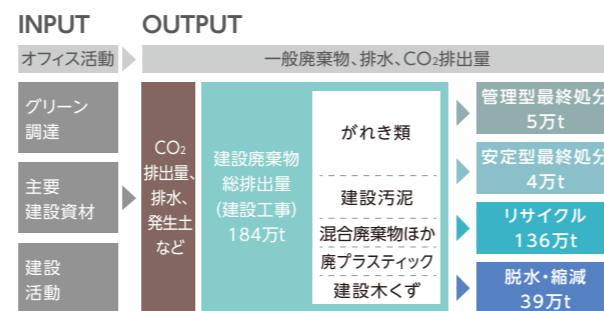 INPUT
OUTPUT
オフィス活動
一般廃棄物、排水、CO₂排出量
グリーン
調達
主要
建設資材
建設
活動
CO₂
排出量、
排水、
発生土
など
建設廃棄物
総排出量
(建設工事)
184万t
がれき類
建設汚泥
混合廃棄物ほか
廃プラスティック
建設木くず
管理型最終処分
5万t
安定型最終処分
4万t
リサイクル
136万t
脱水・縮減
39万t